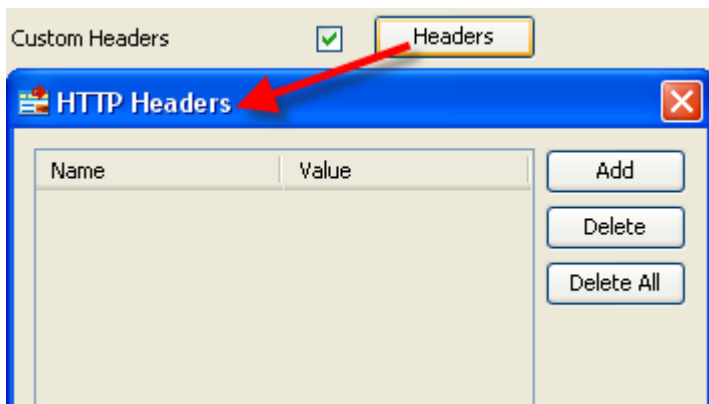 Custom Headers Headers
HTTP Headers
Name Value Add
Delete
Delete All